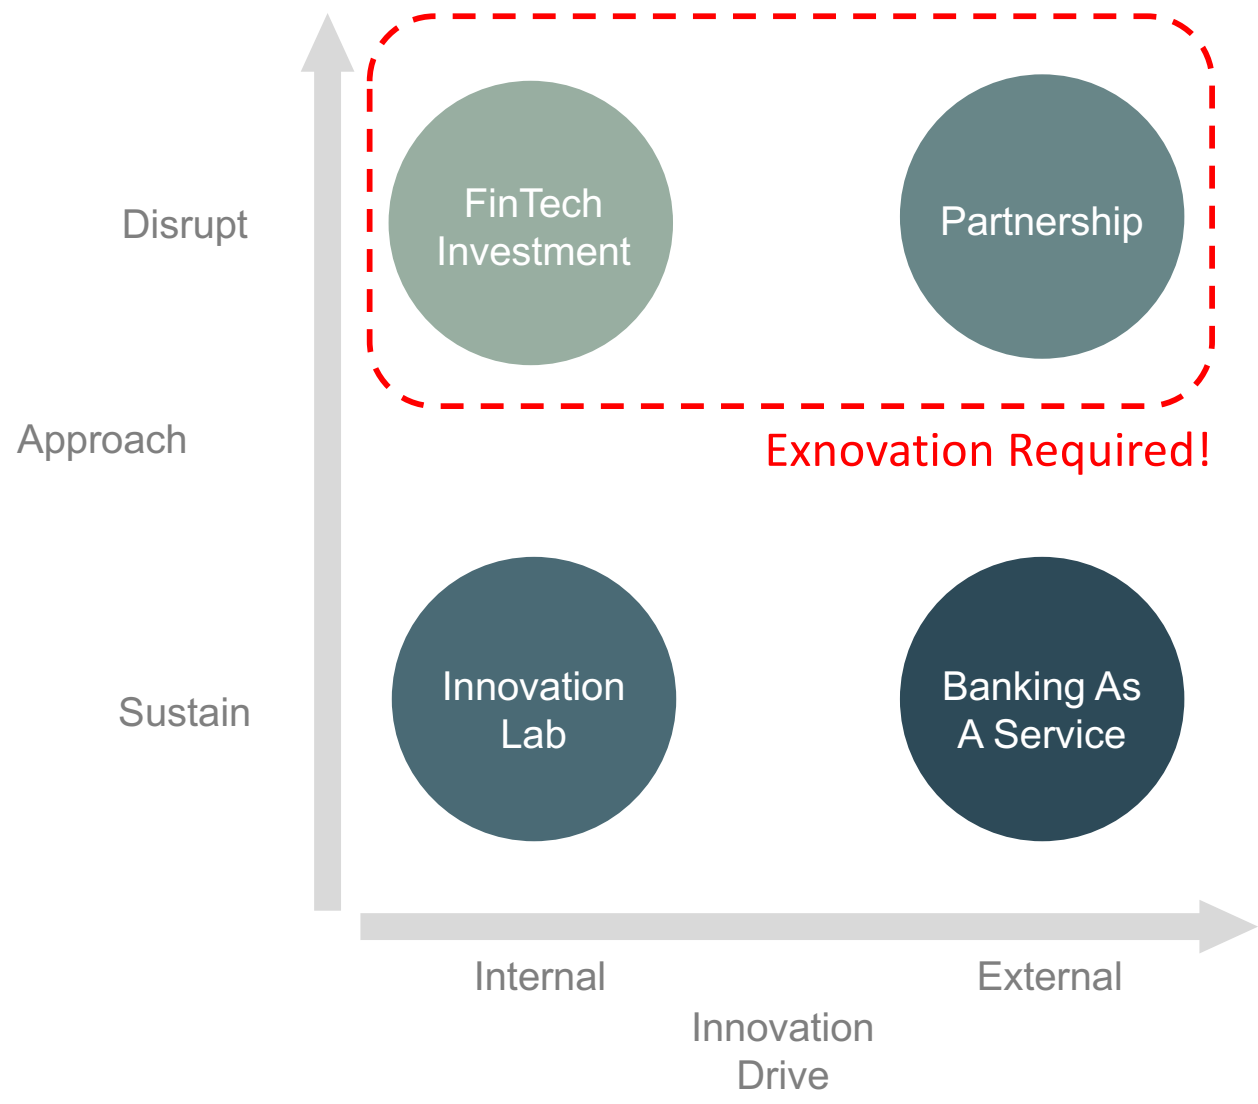 FinTech
Investment
Partnership
Disrupt
Approach
Exnovation Required!
Innovation
Lab
Banking As
A Service
Sustain
Internal
External
Innovation
Drive